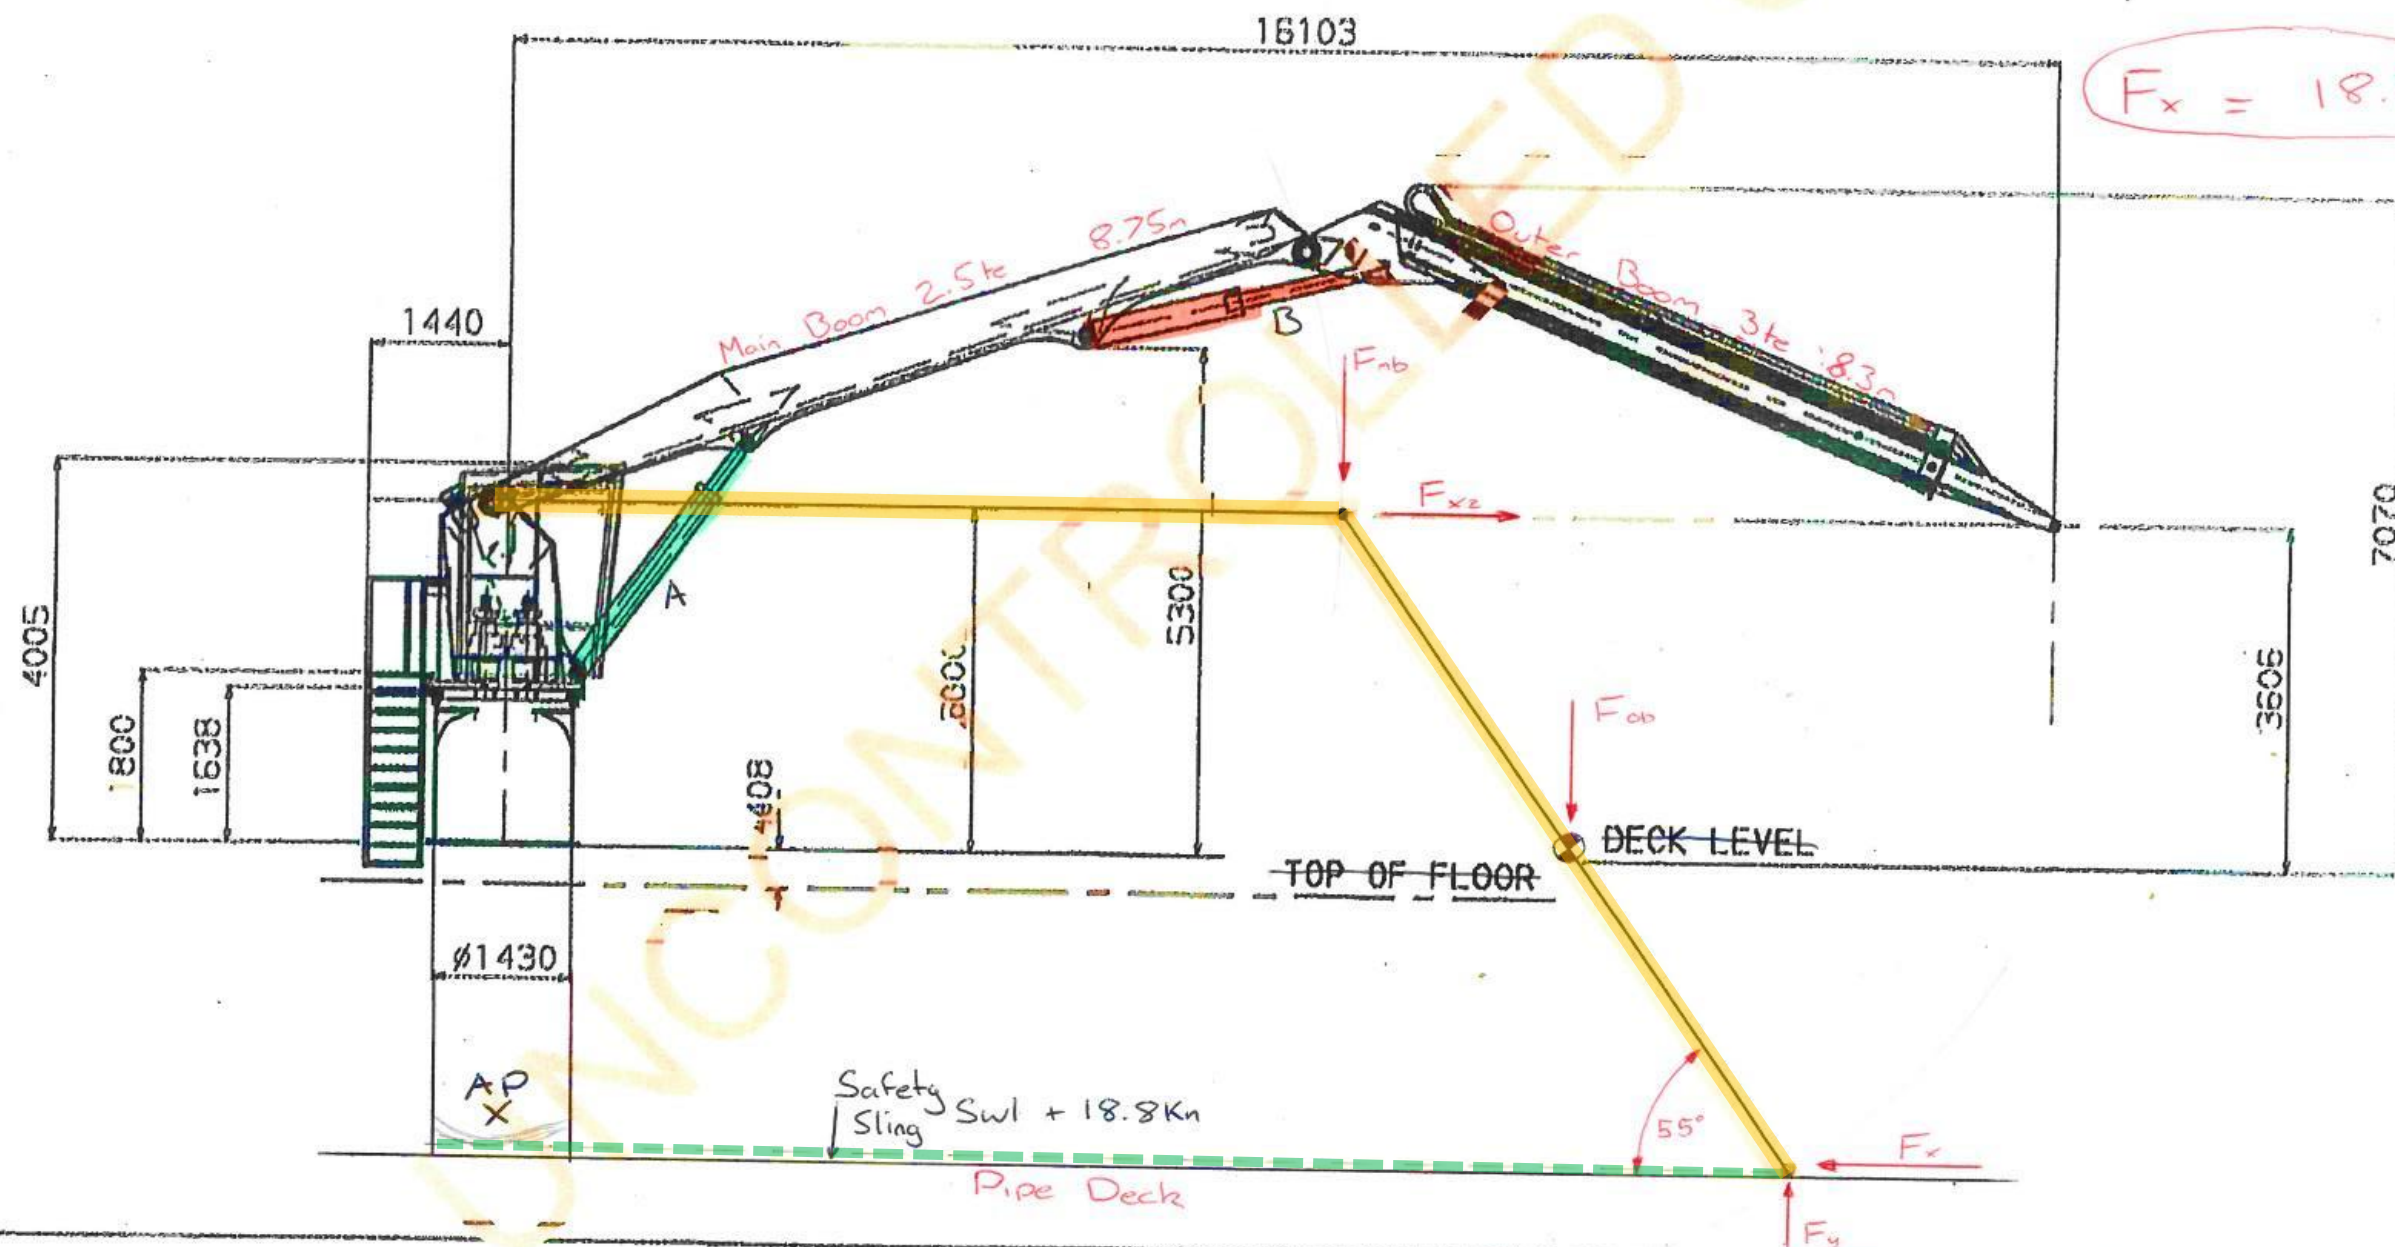 16103
Fx = 18.
Outer Boom - 3te : 8.3m
8.75m
Main Boom 2.5te
1440
B
Fmb
Fx2
7070
A
4005
5300
3606
1800
1638
408
Fob
DECK LEVEL
TOP OF FLOOR
ø1430
AP
Safety Sling Swl + 18.8Kn
55°
Fx
Pipe Deck
Fy
UNCONTROLLED